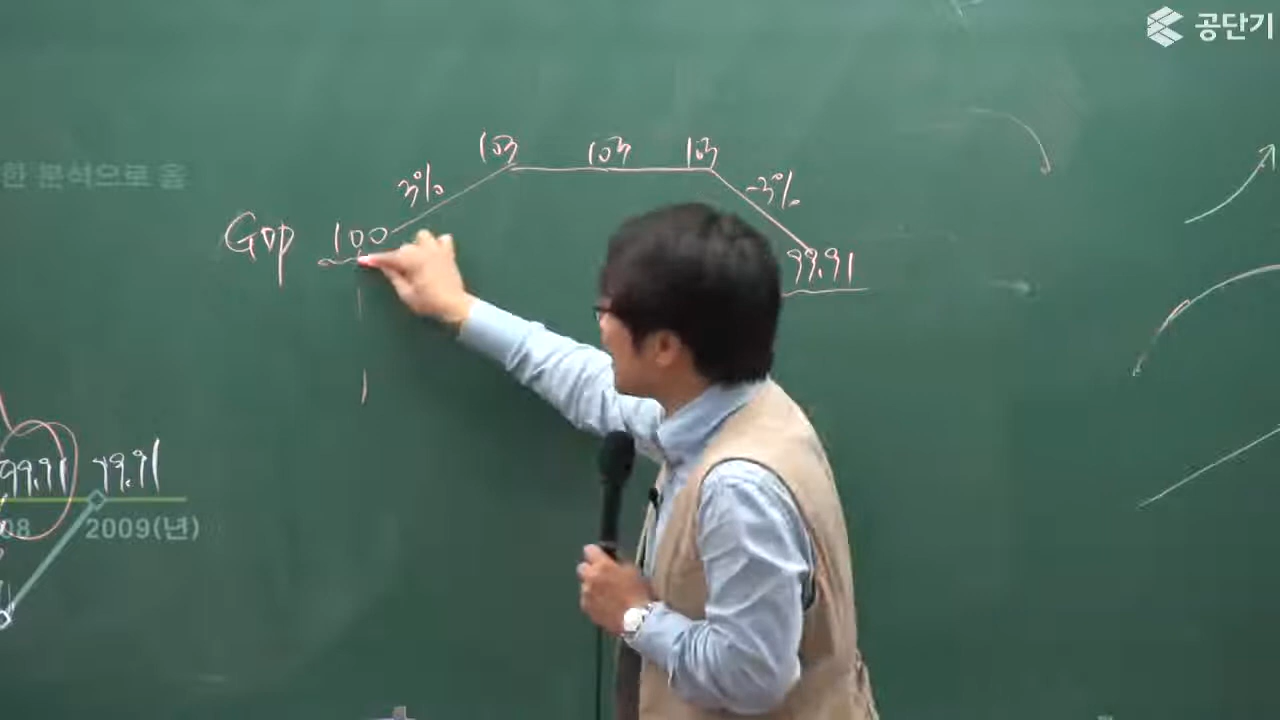 공단기
103 103 103
한 분석으로 옳
3% -3%
GDP 100 99.91
99.91 99.91
08 2009(년)